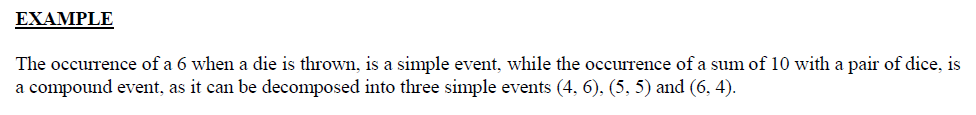 EXAMPLE
The occurrence of a 6 when a die is thrown, is a simple event, while the occurrence of a sum of 10 with a pair of dice, is
a compound event, as it can be decomposed into three simple events (4, 6), (5, 5) and (6, 4).